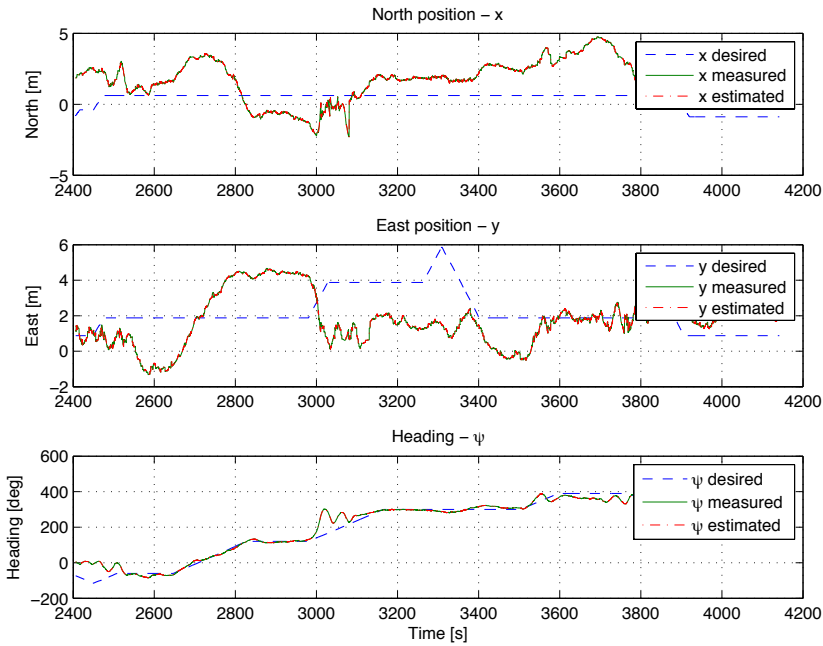 North position − x
5
0
−5
North [m]
x desired
x measured
x estimated
2400 2600 2800 3000 3200 3400 3600 3800 4000 4200
East position − y
6
4
2
0
−2
East [m]
y desired
y measured
y estimated
2400 2600 2800 3000 3200 3400 3600 3800 4000 4200
Heading − ψ
600
400
200
0
−200
Heading [deg]
ψ desired
ψ measured
ψ estimated
2400 2600 2800 3000 3200 3400 3600 3800 4000 4200
Time [s]